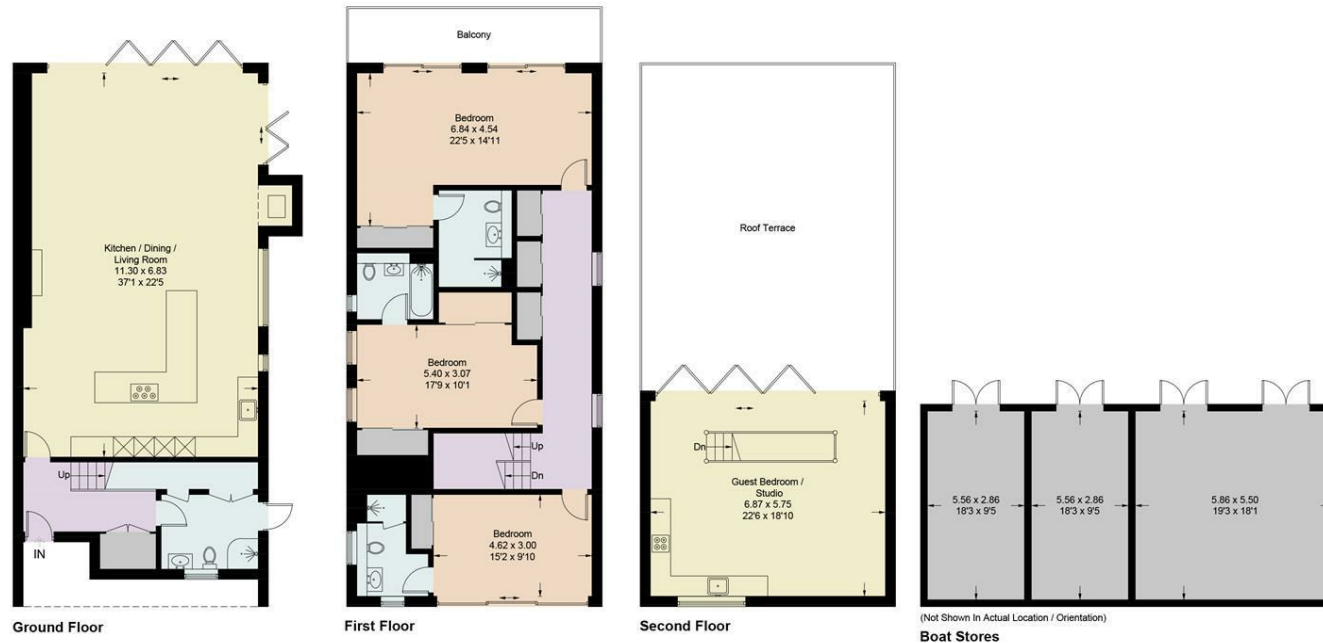 Kitchen / Dining /
Living Room
11.30 x 6.83
37'1 x 22'5
Up
IN
Ground Floor
Balcony
Bedroom
6.84 x 4.54
22'5 x 14'11
Bedroom
5.40 x 3.07
17'9 x 10'1
Up
Dn
Bedroom
4.62 x 3.00
15'2 x 9'10
First Floor
Roof Terrace
Dn
Guest Bedroom /
Studio
6.87 x 5.75
22'6 x 18'10
Second Floor
5.56 x 2.86
18'3 x 9'5
5.56 x 2.86
18'3 x 9'5
5.86 x 5.50
19'3 x 18'1
(Not Shown In Actual Location / Orientation)
Boat Stores